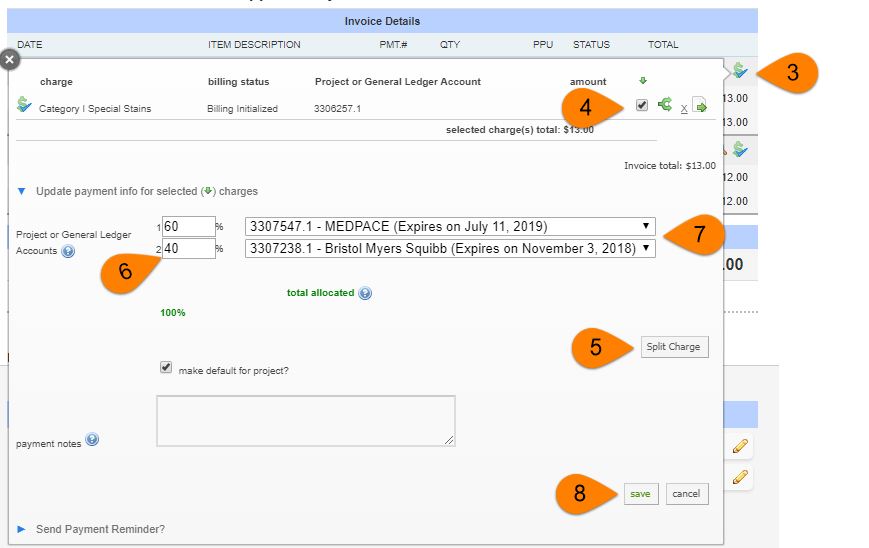 Invoice Details
DATE ITEM DESCRIPTION PMT.# QTY PPU STATUS TOTAL
3
charge billing status Project or General Ledger Account amount
Category I Special Stains Billing Initialized 3306257.1 4 X 13.00
selected charge(s) total: $13.00 13.00
Invoice total: $13.00 12.00
Update payment info for selected ( ) charges
12.00
Project or General Ledger Accounts
1 60 % 3307547.1 - MEDPACE (Expires on July 11, 2019)
2 40 % 3307238.1 - Bristol Myers Squibb (Expires on November 3, 2018)
7
6
.00
total allocated
100%
5 Split Charge
make default for project?
payment notes
8 save cancel
Send Payment Reminder?